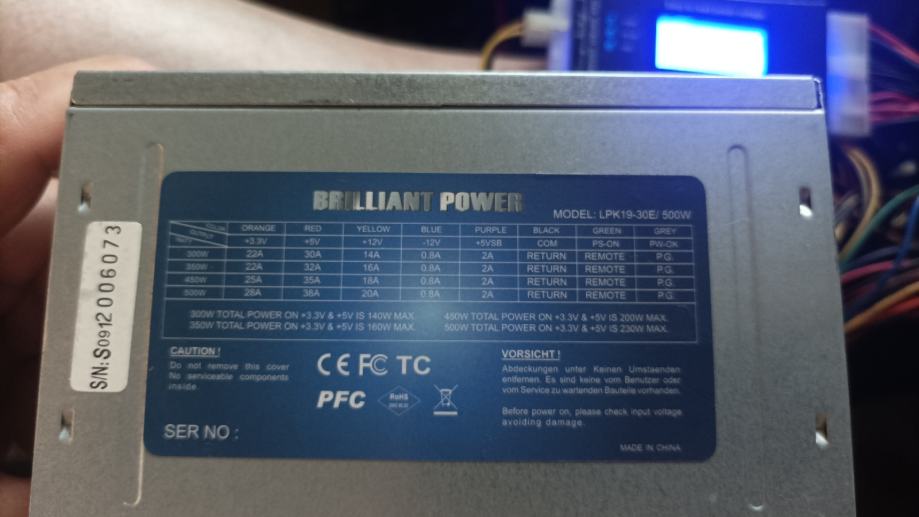 BRILLIANT POWER
MODEL: LPK19-30E/ 500W
COLOR ORANGE RED YELLOW BLUE PURPLE BLACK GREEN GREY
OUTPUT +3.3V +5V +12V -12V +5VSB COM PS-ON PW-OK
300W 22A 30A 14A 0.8A 2A RETURN REMOTE P.G.
350W 22A 32A 16A 0.8A 2A RETURN REMOTE P.G.
450W 25A 35A 18A 0.8A 2A RETURN REMOTE P.G.
500W 28A 38A 20A 0.8A 2A RETURN REMOTE P.G.
300W TOTAL POWER ON +3.3V & +5V IS 140W MAX.
350W TOTAL POWER ON +3.3V & +5V IS 160W MAX.
450W TOTAL POWER ON +3.3V & +5V IS 200W MAX.
500W TOTAL POWER ON +3.3V & +5V IS 230W MAX.
CAUTION !
Do not remove this cover
No serviceable components
inside.
CE FC TC
PFC RoHS
VORSICHT !
Abdeckungen unter Keinen Umstaenden
entfernen. Es sind keine vom Benutzer oder
vom Service zu wartenden Bauteile vorhanden.
Before power on, please check input voltage
avoiding damage.
SER NO :
MADE IN CHINA
S/N:S0912006073